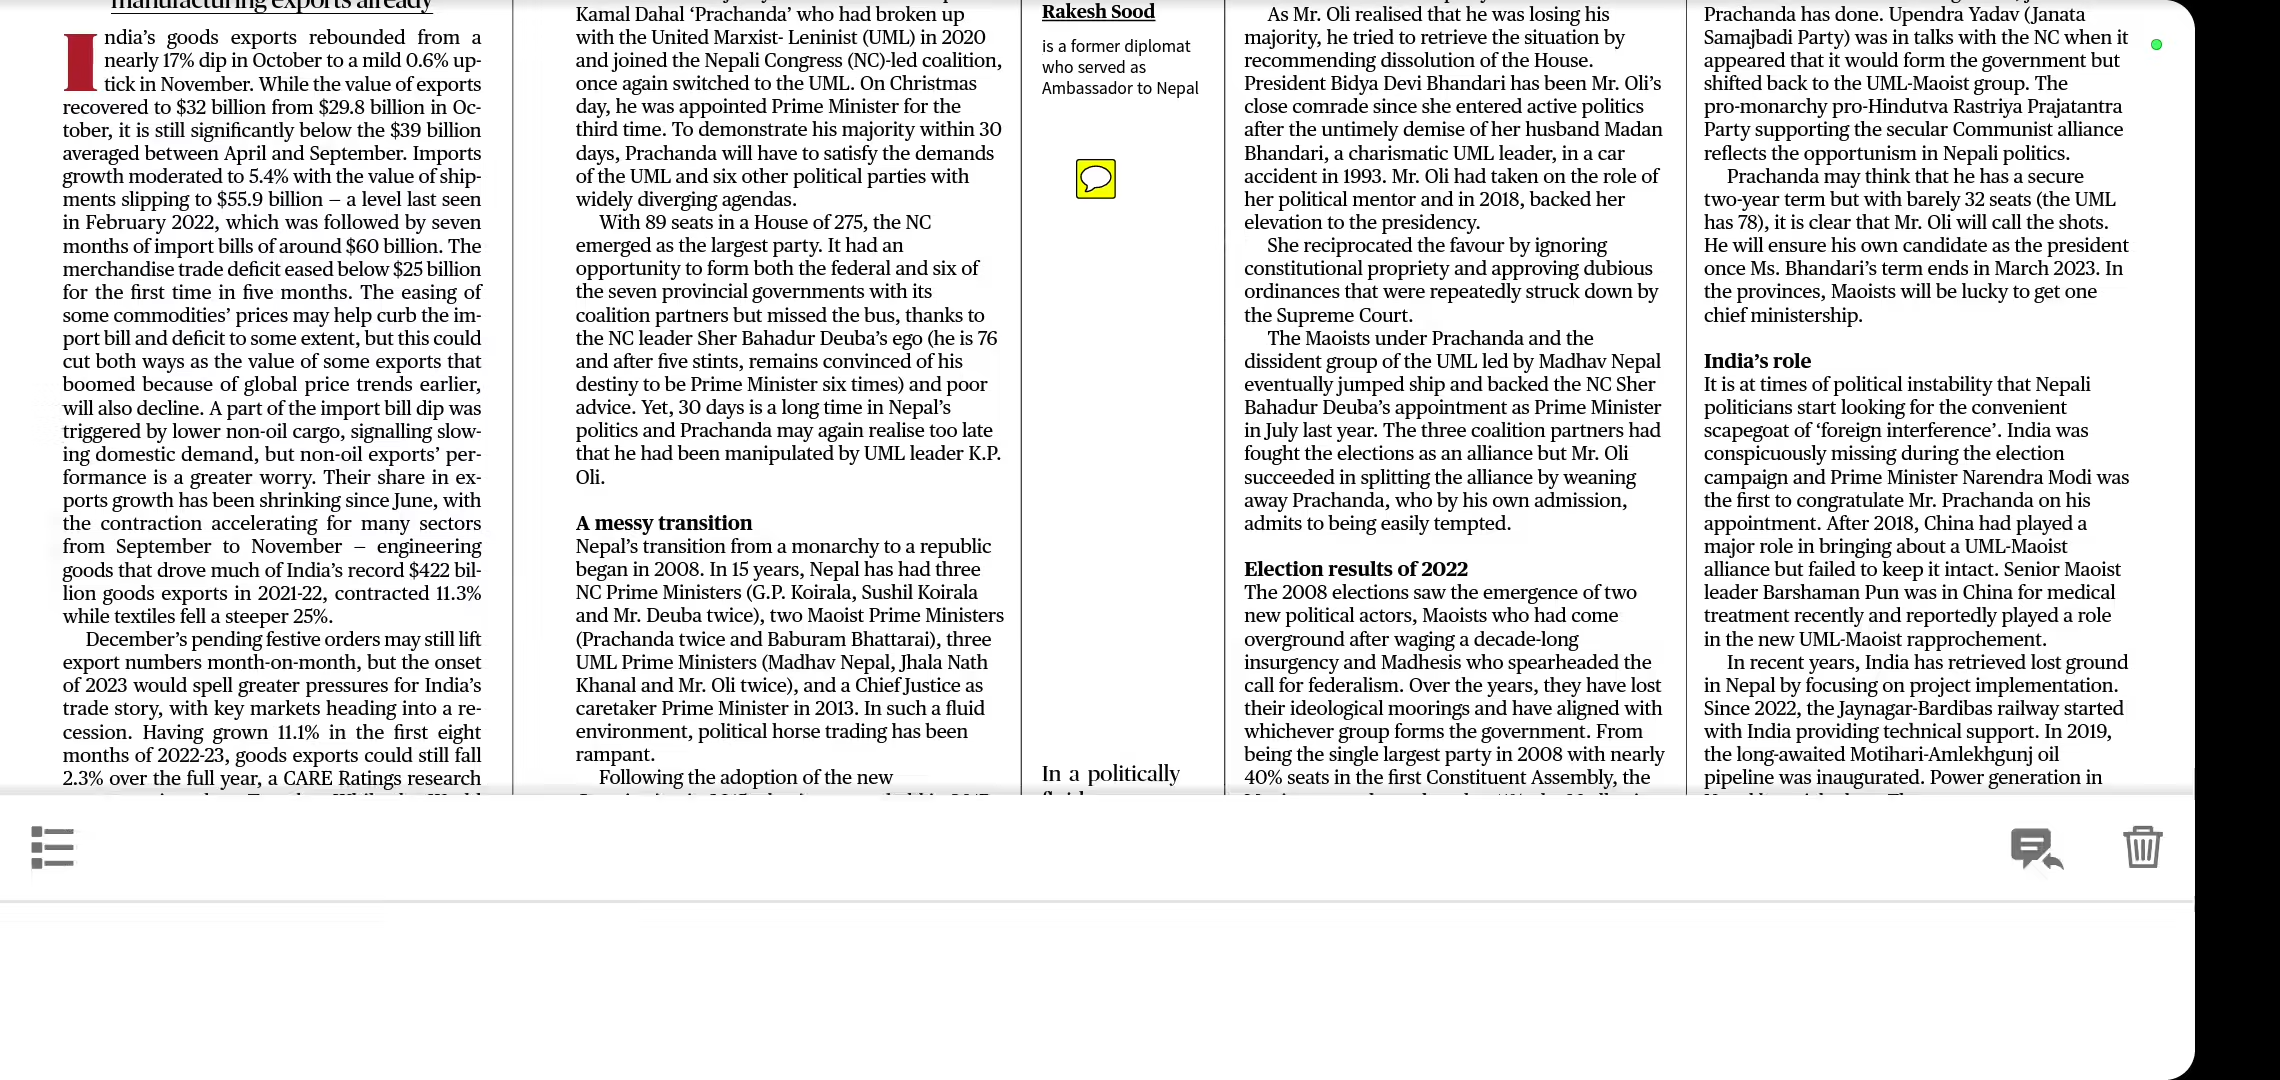 manufacturing exports already
India’s goods exports rebounded from a
nearly 17% dip in October to a mild 0.6% up-
tick in November. While the value of exports
recovered to $32 billion from $29.8 billion in Oc-
tober, it is still significantly below the $39 billion
averaged between April and September. Imports
growth moderated to 5.4% with the value of ship-
ments slipping to $55.9 billion — a level last seen
in February 2022, which was followed by seven
months of import bills of around $60 billion. The
merchandise trade deficit eased below $25 billion
for the first time in five months. The easing of
some commodities’ prices may help curb the im-
port bill and deficit to some extent, but this could
cut both ways as the value of some exports that
boomed because of global price trends earlier,
will also decline. A part of the import bill dip was
triggered by lower non-oil cargo, signalling slow-
ing domestic demand, but non-oil exports’ per-
formance is a greater worry. Their share in ex-
ports growth has been shrinking since June, with
the contraction accelerating for many sectors
from September to November — engineering
goods that drove much of India’s record $422 bil-
lion goods exports in 2021-22, contracted 11.3%
while textiles fell a steeper 25%.
December’s pending festive orders may still lift
export numbers month-on-month, but the onset
of 2023 would spell greater pressures for India’s
trade story, with key markets heading into a re-
cession. Having grown 11.1% in the first eight
months of 2022-23, goods exports could still fall
2.3% over the full year, a CARE Ratings research
Kamal Dahal ‘Prachanda’ who had broken up
with the United Marxist- Leninist (UML) in 2020
and joined the Nepali Congress (NC)-led coalition,
once again switched to the UML. On Christmas
day, he was appointed Prime Minister for the
third time. To demonstrate his majority within 30
days, Prachanda will have to satisfy the demands
of the UML and six other political parties with
widely diverging agendas.
With 89 seats in a House of 275, the NC
emerged as the largest party. It had an
opportunity to form both the federal and six of
the seven provincial governments with its
coalition partners but missed the bus, thanks to
the NC leader Sher Bahadur Deuba’s ego (he is 76
and after five stints, remains convinced of his
destiny to be Prime Minister six times) and poor
advice. Yet, 30 days is a long time in Nepal’s
politics and Prachanda may again realise too late
that he had been manipulated by UML leader K.P.
Oli.
A messy transition
Nepal’s transition from a monarchy to a republic
began in 2008. In 15 years, Nepal has had three
NC Prime Ministers (G.P. Koirala, Sushil Koirala
and Mr. Deuba twice), two Maoist Prime Ministers
(Prachanda twice and Baburam Bhattarai), three
UML Prime Ministers (Madhav Nepal, Jhala Nath
Khanal and Mr. Oli twice), and a Chief Justice as
caretaker Prime Minister in 2013. In such a fluid
environment, political horse trading has been
rampant.
Following the adoption of the new
Rakesh Sood
is a former diplomat
who served as
Ambassador to Nepal
In a politically
As Mr. Oli realised that he was losing his
majority, he tried to retrieve the situation by
recommending dissolution of the House.
President Bidya Devi Bhandari has been Mr. Oli’s
close comrade since she entered active politics
after the untimely demise of her husband Madan
Bhandari, a charismatic UML leader, in a car
accident in 1993. Mr. Oli had taken on the role of
her political mentor and in 2018, backed her
elevation to the presidency.
She reciprocated the favour by ignoring
constitutional propriety and approving dubious
ordinances that were repeatedly struck down by
the Supreme Court.
The Maoists under Prachanda and the
dissident group of the UML led by Madhav Nepal
eventually jumped ship and backed the NC Sher
Bahadur Deuba’s appointment as Prime Minister
in July last year. The three coalition partners had
fought the elections as an alliance but Mr. Oli
succeeded in splitting the alliance by weaning
away Prachanda, who by his own admission,
admits to being easily tempted.
Election results of 2022
The 2008 elections saw the emergence of two
new political actors, Maoists who had come
overground after waging a decade-long
insurgency and Madhesis who spearheaded the
call for federalism. Over the years, they have lost
their ideological moorings and have aligned with
whichever group forms the government. From
being the single largest party in 2008 with nearly
40% seats in the first Constituent Assembly, the
Prachanda has done. Upendra Yadav (Janata
Samajbadi Party) was in talks with the NC when it
appeared that it would form the government but
shifted back to the UML-Maoist group. The
pro-monarchy pro-Hindutva Rastriya Prajatantra
Party supporting the secular Communist alliance
reflects the opportunism in Nepali politics.
Prachanda may think that he has a secure
two-year term but with barely 32 seats (the UML
has 78), it is clear that Mr. Oli will call the shots.
He will ensure his own candidate as the president
once Ms. Bhandari’s term ends in March 2023. In
the provinces, Maoists will be lucky to get one
chief ministership.
India’s role
It is at times of political instability that Nepali
politicians start looking for the convenient
scapegoat of ‘foreign interference’. India was
conspicuously missing during the election
campaign and Prime Minister Narendra Modi was
the first to congratulate Mr. Prachanda on his
appointment. After 2018, China had played a
major role in bringing about a UML-Maoist
alliance but failed to keep it intact. Senior Maoist
leader Barshaman Pun was in China for medical
treatment recently and reportedly played a role
in the new UML-Maoist rapprochement.
In recent years, India has retrieved lost ground
in Nepal by focusing on project implementation.
Since 2022, the Jaynagar-Bardibas railway started
with India providing technical support. In 2019,
the long-awaited Motihari-Amlekhgunj oil
pipeline was inaugurated. Power generation in